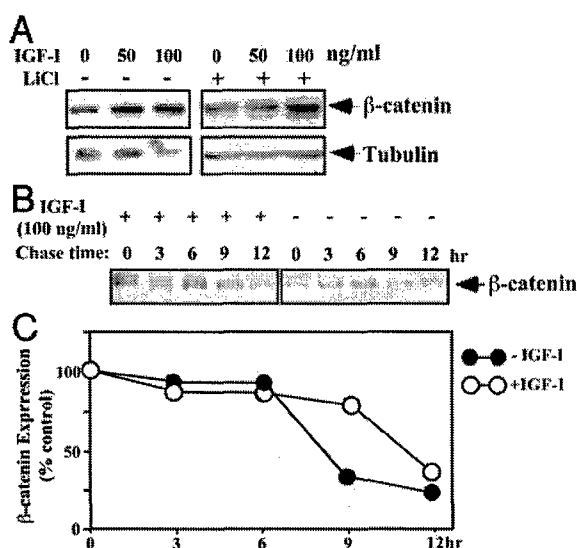 A
IGF-I 0 50 100 0 50 100 ng/ml
LiCl - - - + + +
β-catenin
Tubulin
B IGF-I + + + + + - - - - -
(100 ng/ml)
Chase time: 0 3 6 9 12 0 3 6 9 12 hr
β-catenin
C
β-catenin Exprression
(% control)
100
50
0
0 3 6 9 12hr
- IGF-I
+IGF-I